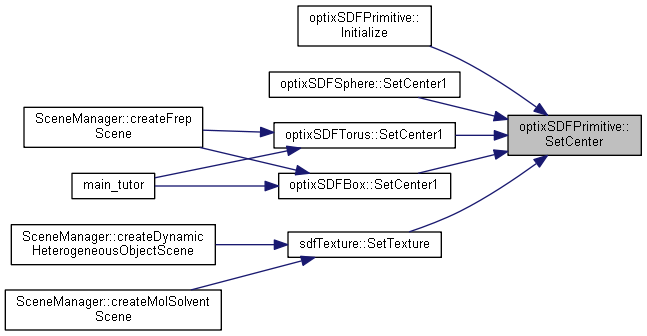 optixSDFPrimitive::
Initialize
optixSDFSphere::SetCenter1
SceneManager::createFrep
Scene
optixSDFTorus::SetCenter1
optixSDFPrimitive::
SetCenter
main_tutor
optixSDFBox::SetCenter1
SceneManager::createDynamic
HeterogeneousObjectScene
sdfTexture::SetTexture
SceneManager::createMolSolvent
Scene